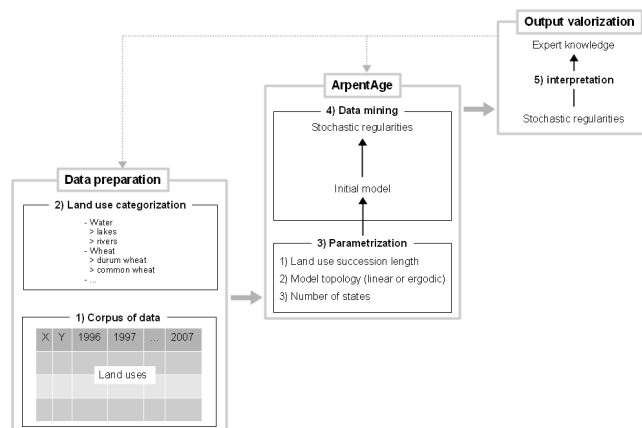 Output valorization
Expert knowledge
5) interpretation
Stochastic regularities
ArpentAge
4) Data mining
Stochastic regularities
Initial model
3) Parametrization
1) Land use succession length
2) Model topology (linear or ergodic)
3) Number of states
Data preparation
2) Land use categorization
- Water
> lakes
> rivers
- Wheat
> durum wheat
> common wheat
- ...
1) Corpus of data
X Y 1996 1997 ... 2007
Land uses